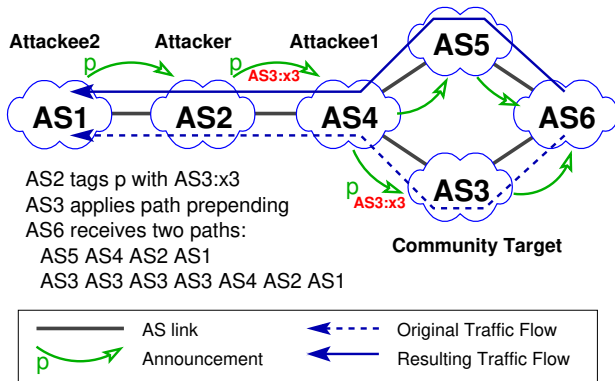 Attackee2 Attacker Attackee1
AS5
p p
AS3:x3
AS1 AS2 AS4 AS6
p
AS3:x3
AS3
Community Target
AS2 tags p with AS3:x3
AS3 applies path prepending
AS6 receives two paths:
AS5 AS4 AS2 AS1
AS3 AS3 AS3 AS3 AS4 AS2 AS1
AS link
Original Traffic Flow
p
Announcement
Resulting Traffic Flow